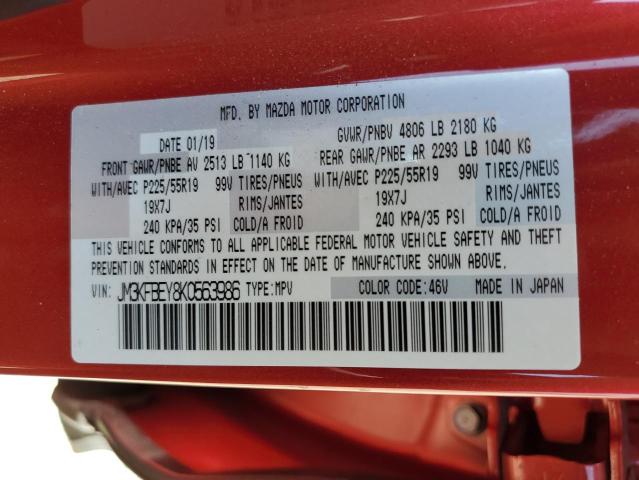 MFD. BY MAZDA MOTOR CORPORATION
DATE 01/19 GVWR/PNBV 4806 LB 2180 KG
FRONT GAWR/PNBE AV 2513 LB 1140 KG REAR GAWR/PNBE AR 2293 LB 1040 KG
WITH/AVEC P225/55R19 99V TIRES/PNEUS WITH/AVEC P225/55R19 99V TIRES/PNEUS
19X7J RIMS/JANTES 19X7J RIMS/JANTES
240 KPA/35 PSI COLD/A FROID 240 KPA/35 PSI COLD/A FROID
THIS VEHICLE CONFORMS TO ALL APPLICABLE FEDERAL MOTOR VEHICLE SAFETY AND THEFT
PREVENTION STANDARDS IN EFFECT ON THE DATE OF MANUFACTURE SHOWN ABOVE.
VIN: JM3KFBEY8K0563986 TYPE:MPV COLOR CODE:46V MADE IN JAPAN